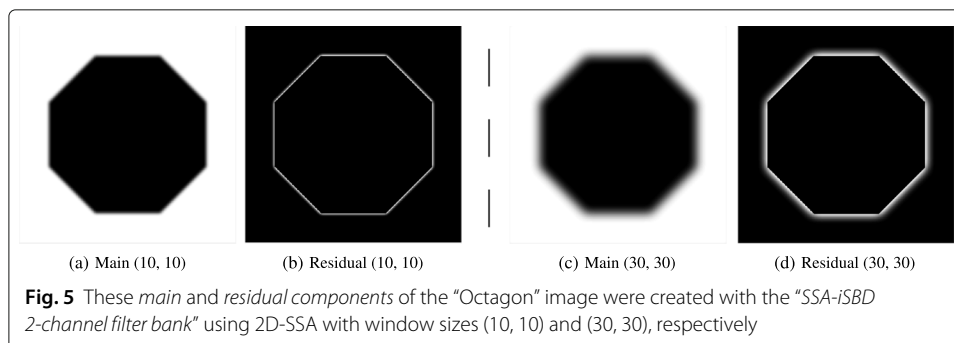 (a) Main (10, 10)
(b) Residual (10, 10)
(c) Main (30, 30)
(d) Residual (30, 30)
Fig. 5 These main and residual components of the “Octagon” image were created with the “SSA-iSBD
2-channel filter bank” using 2D-SSA with window sizes (10, 10) and (30, 30), respectively